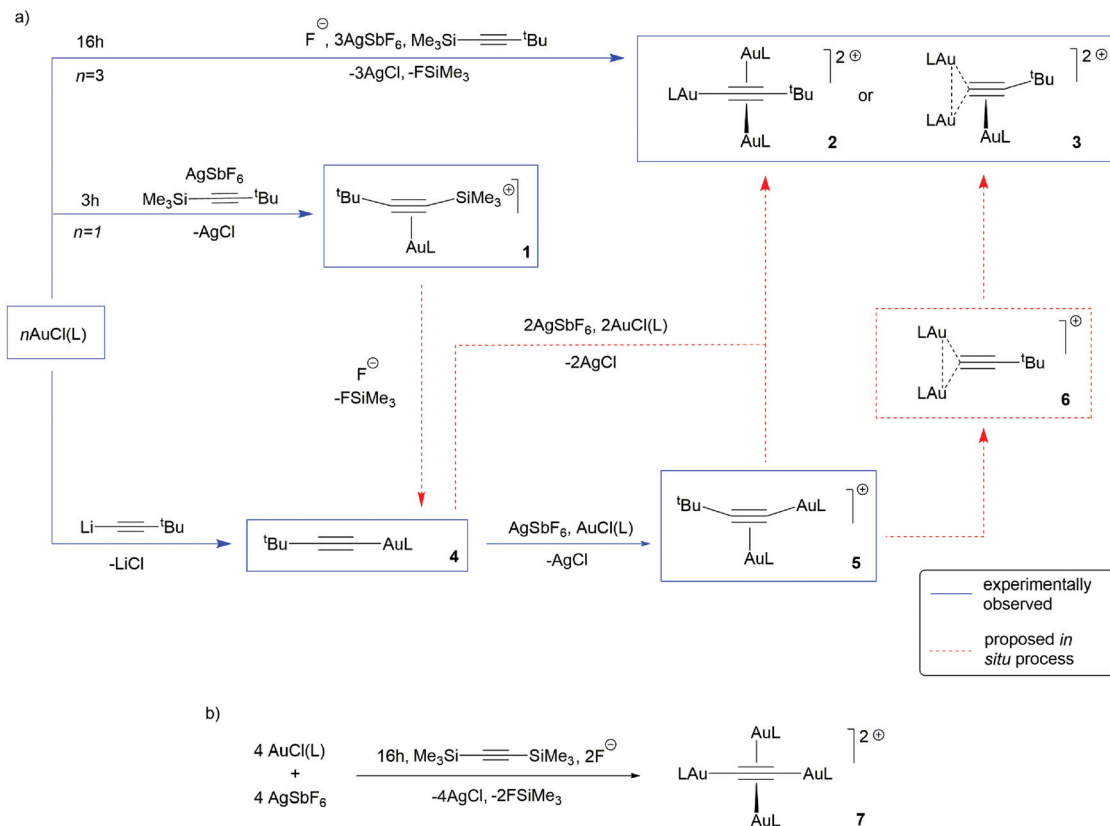 a)
16h
n=3
F⊖, 3AgSbF6, Me3Si tBu
-3AgCl, -FSiMe3
AuL
LAu tBu
AuL
2⊕
2
or
LAu
LAu
tBu
AuL
2⊕
3
3h
n=1
AgSbF6
Me3Si tBu
-AgCl
tBu SiMe3 ⊕
AuL
1
nAuCl(L)
F⊖
-FSiMe3
2AgSbF6, 2AuCl(L)
-2AgCl
LAu
LAu
tBu
⊕
6
Li tBu
-LiCl
tBu AuL
4
AgSbF6, AuCl(L)
-AgCl
tBu AuL
AuL
⊕
5
experimentally
observed
proposed in
situ process
b)
4 AuCl(L)
+
4 AgSbF6
16h, Me3Si SiMe3, 2F⊖
-4AgCl, -2FSiMe3
AuL
LAu AuL
AuL
2⊕
7